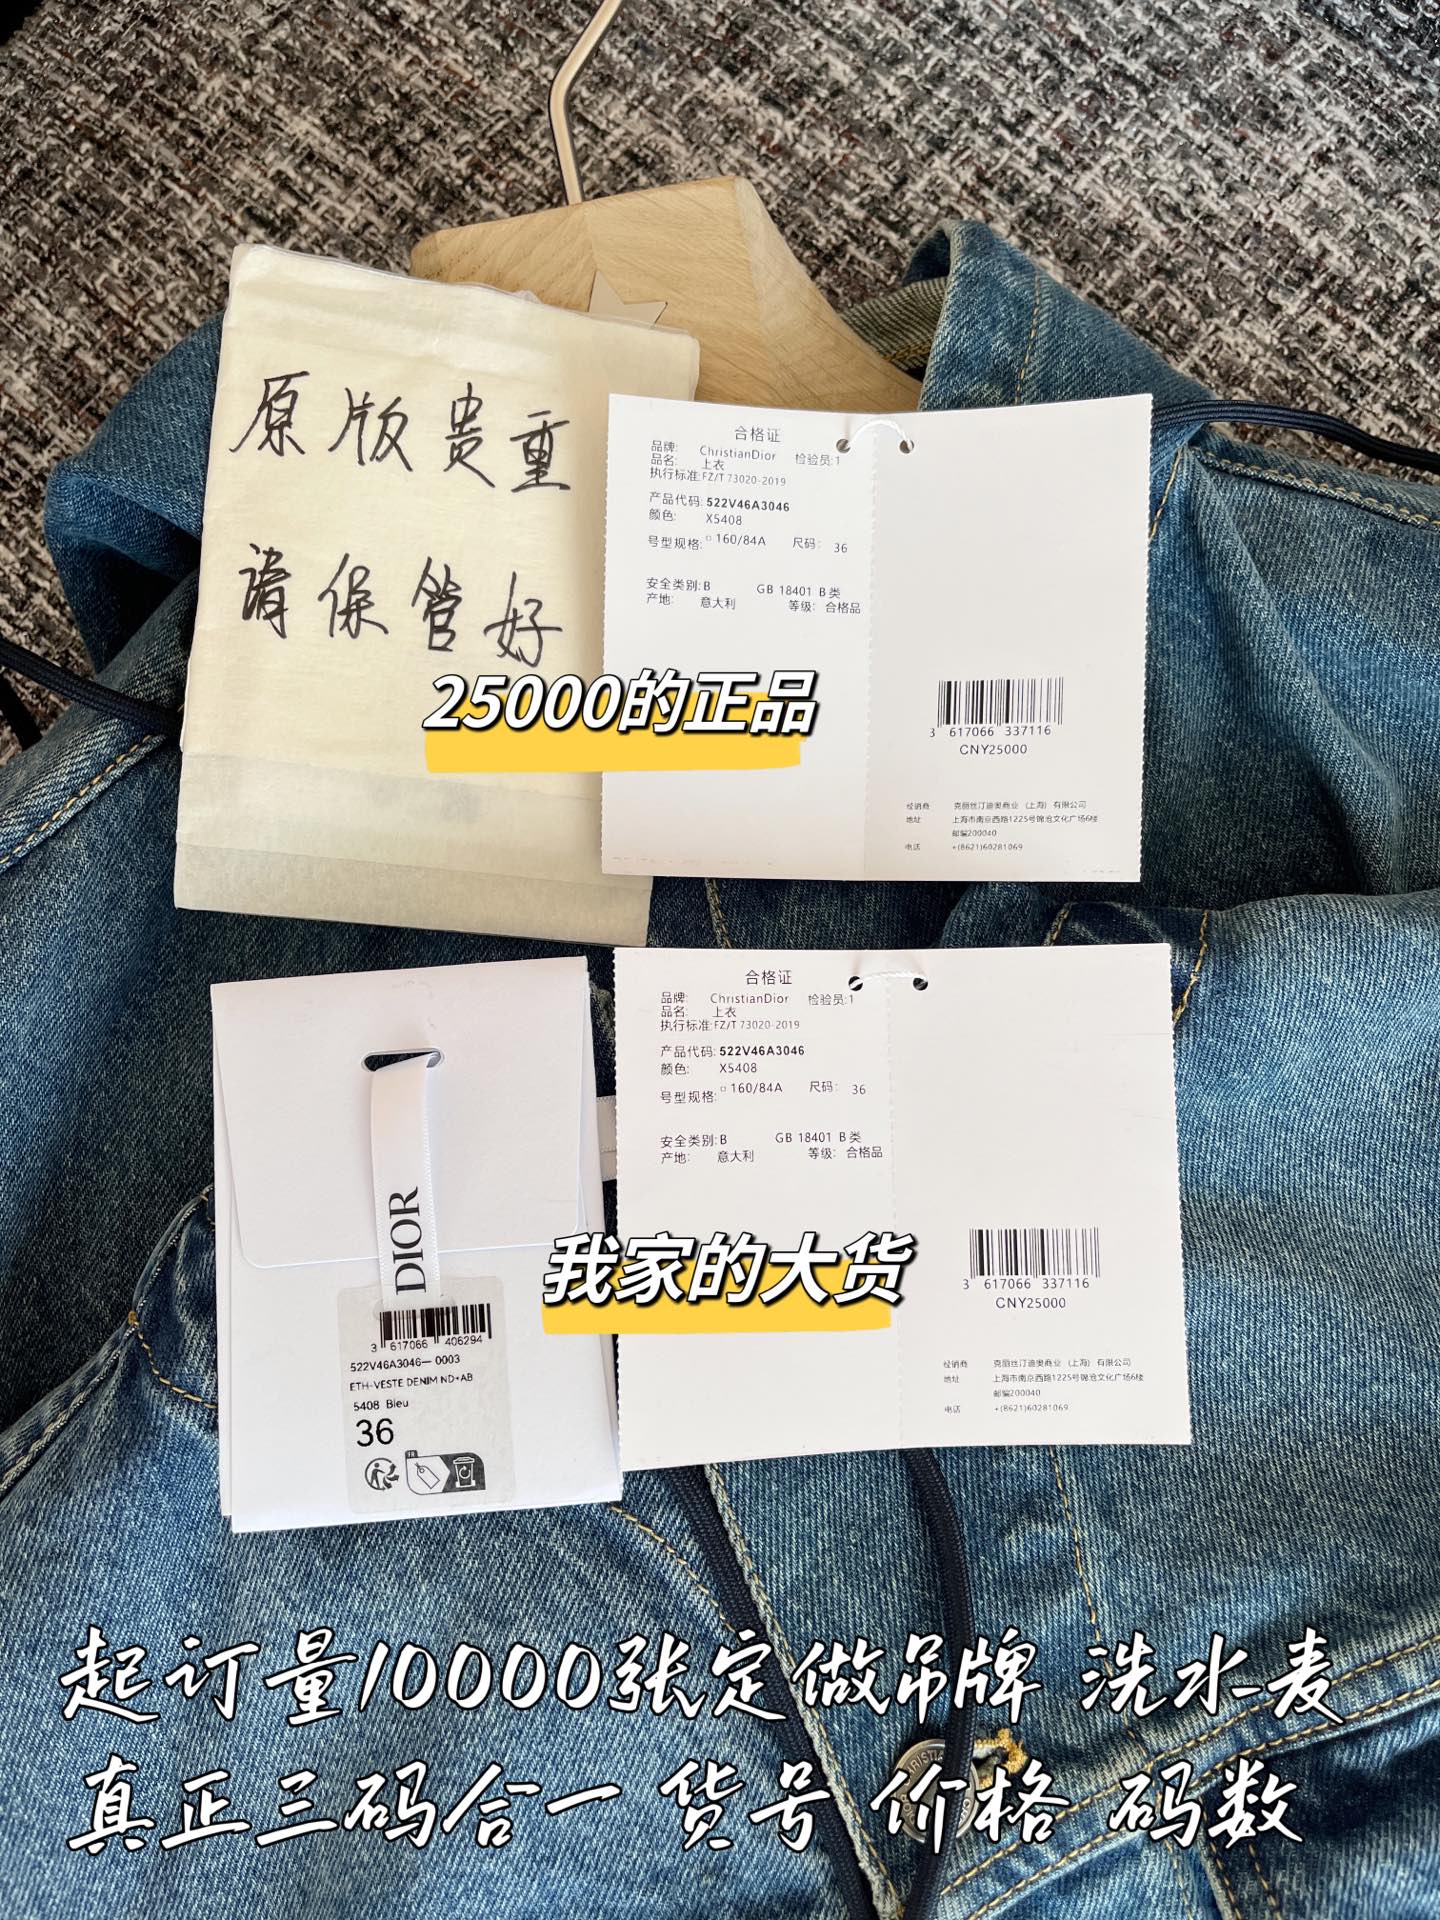 原版贵重
请保管好
25000的正品
合格证
品牌: ChristianDior 检验员:1
品名: 上衣
执行标准:FZ/T 73020-2019
产品代码:522V46A3046
颜色: X5408
号型规格: 160/84A 尺码: 36
安全类别:B GB 18401 B类
产地: 意大利 等级: 合格品
3 617066 337116
CNY25000
经销商 克丽丝汀迪奥商业(上海)有限公司
地址 上海市南京西路1225号锦沧文化广场6楼
邮编200040
电话 +(8621)60281069
合格证
品牌: ChristianDior 检验员:1
品名: 上衣
执行标准:FZ/T 73020-2019
产品代码:522V46A3046
颜色: X5408
号型规格: 160/84A 尺码: 36
安全类别:B GB 18401 B类
产地: 意大利 等级: 合格品
我家的大货
3 617066 337116
CNY25000
经销商 克丽丝汀迪奥商业(上海)有限公司
地址 上海市南京西路1225号锦沧文化广场6楼
邮编200040
电话 +(8621)60281069
DIOR
3 617066 406294
522V46A3046-0003
ETH-VESTE DENIM ND+AB
5408 Bleu
36
FR
起订量10000张定做吊牌 洗水麦
真正三码合一 货号 价格 码数